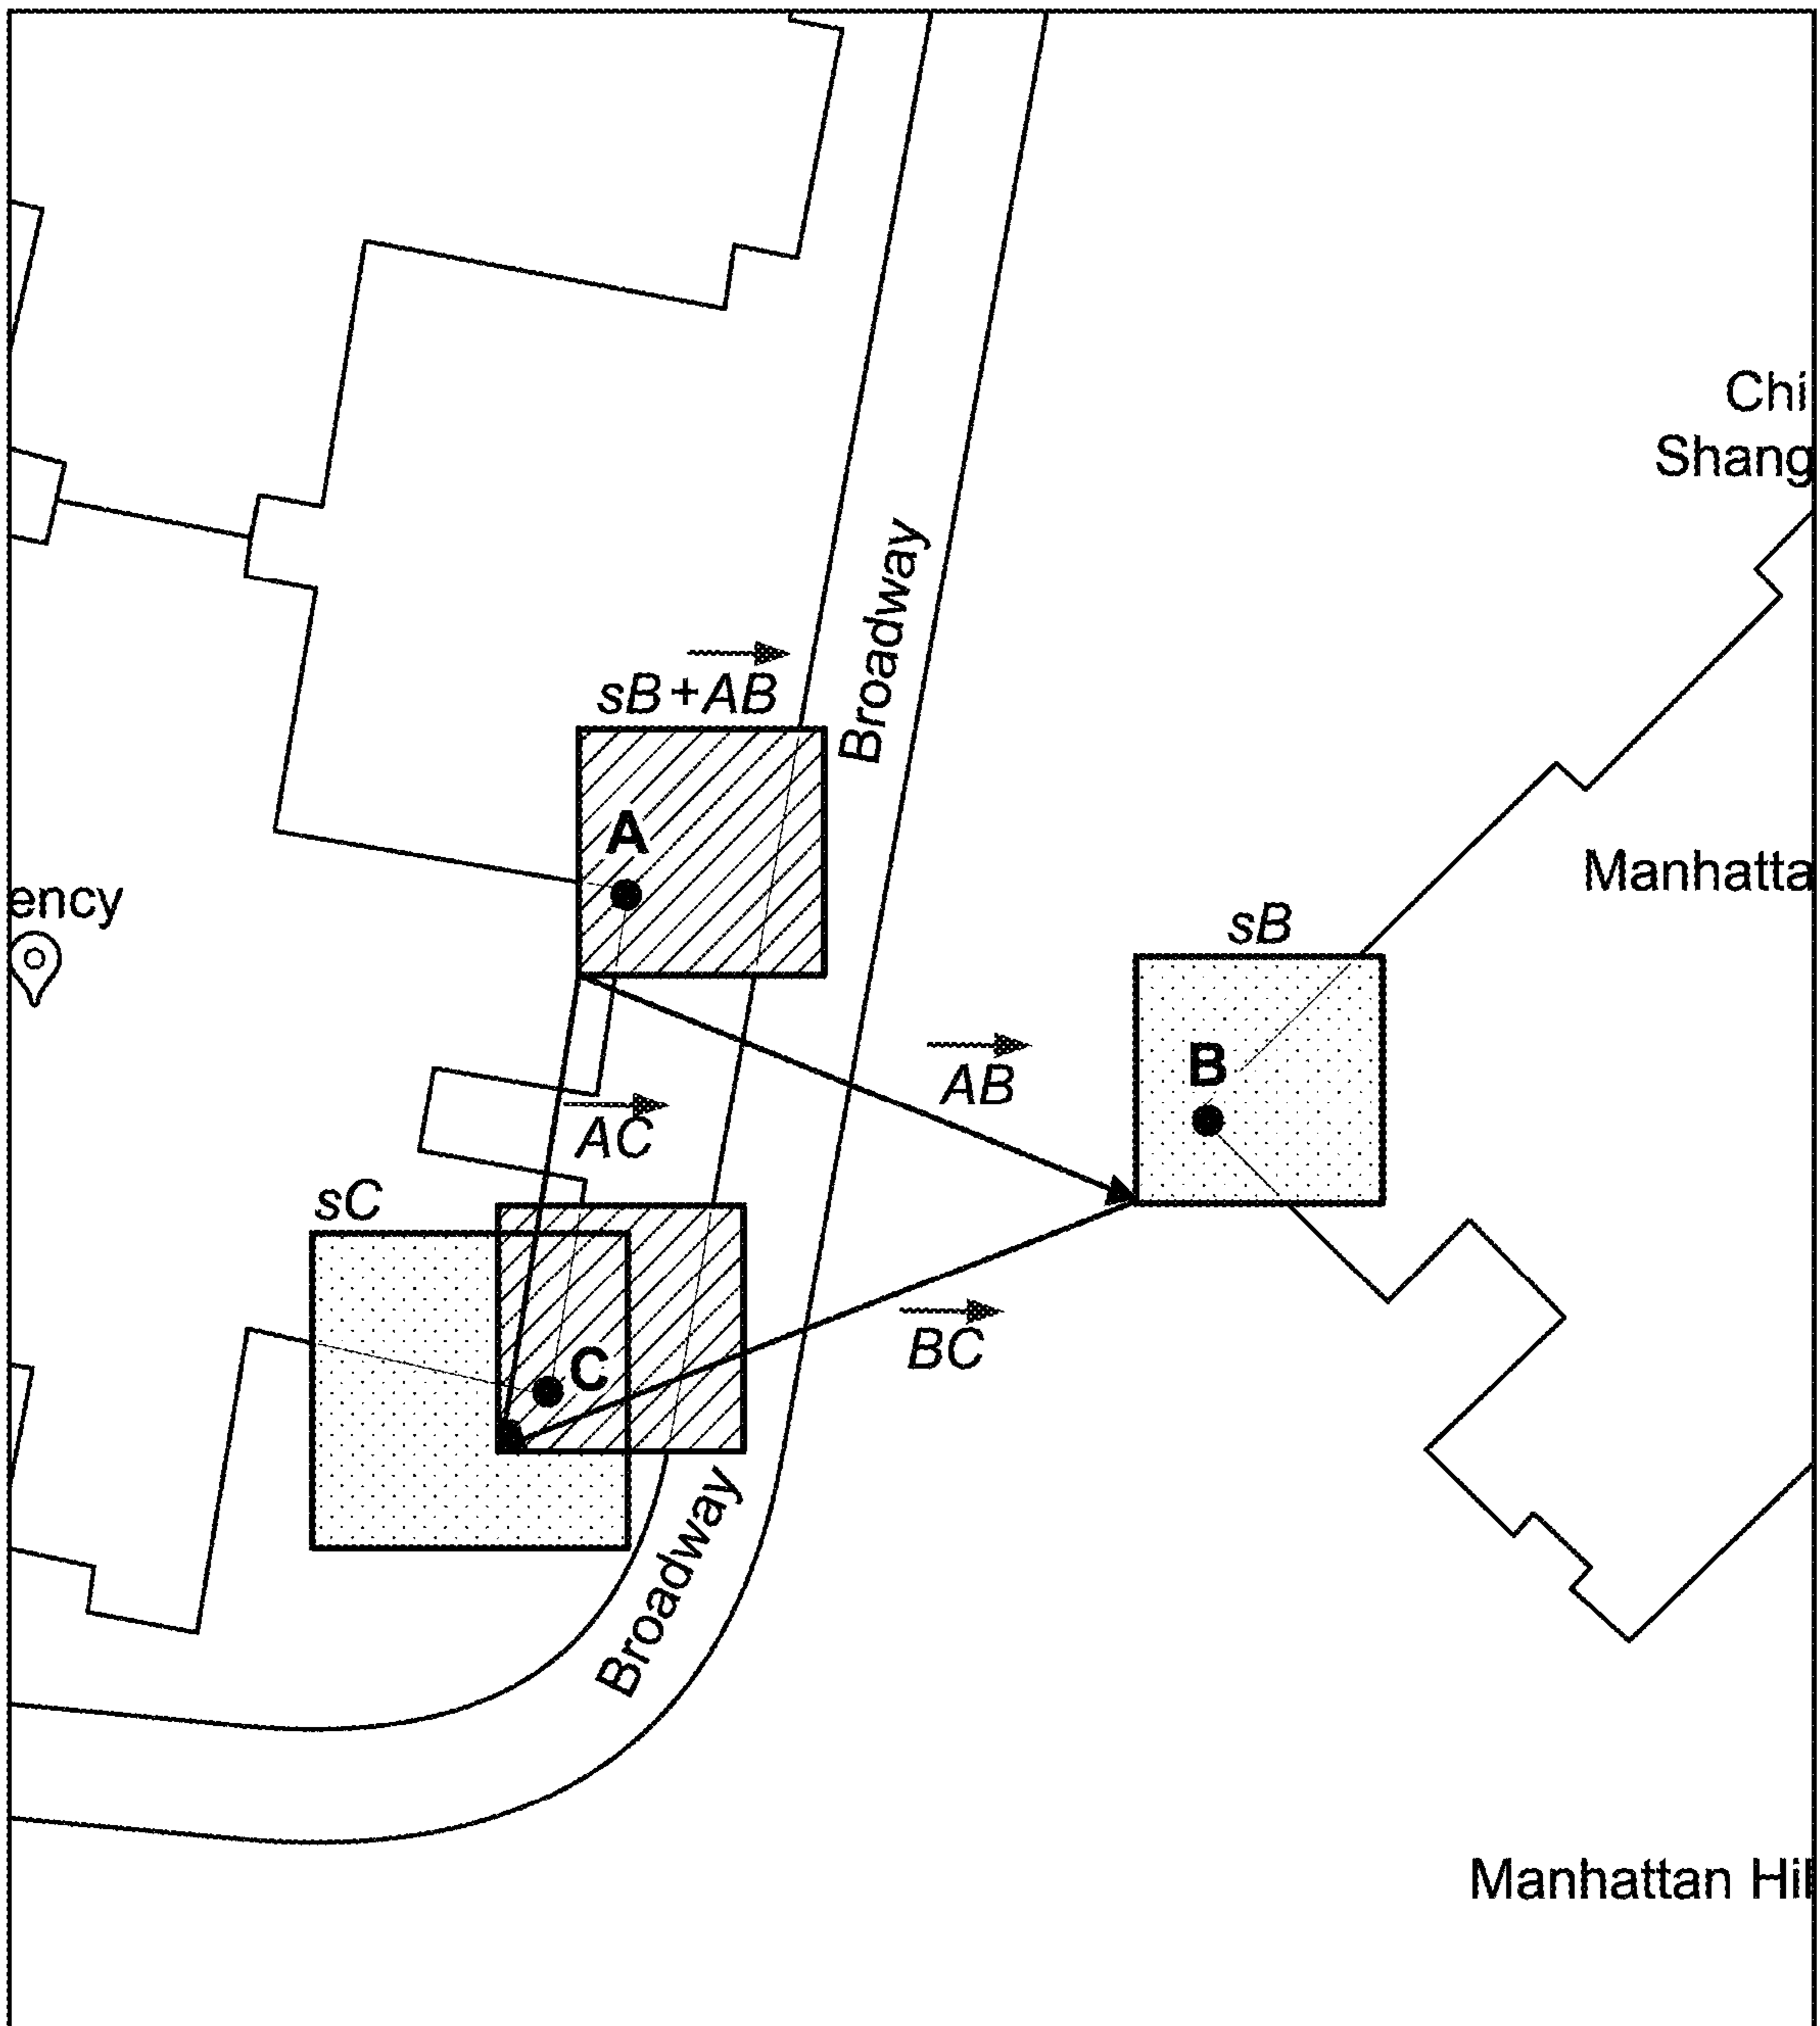 Chi
Shang
Broadway
sB+AB
A
Manhatta
ency
sB
B
AB
AC
sC
C
BC
Broadway
Manhattan Hil